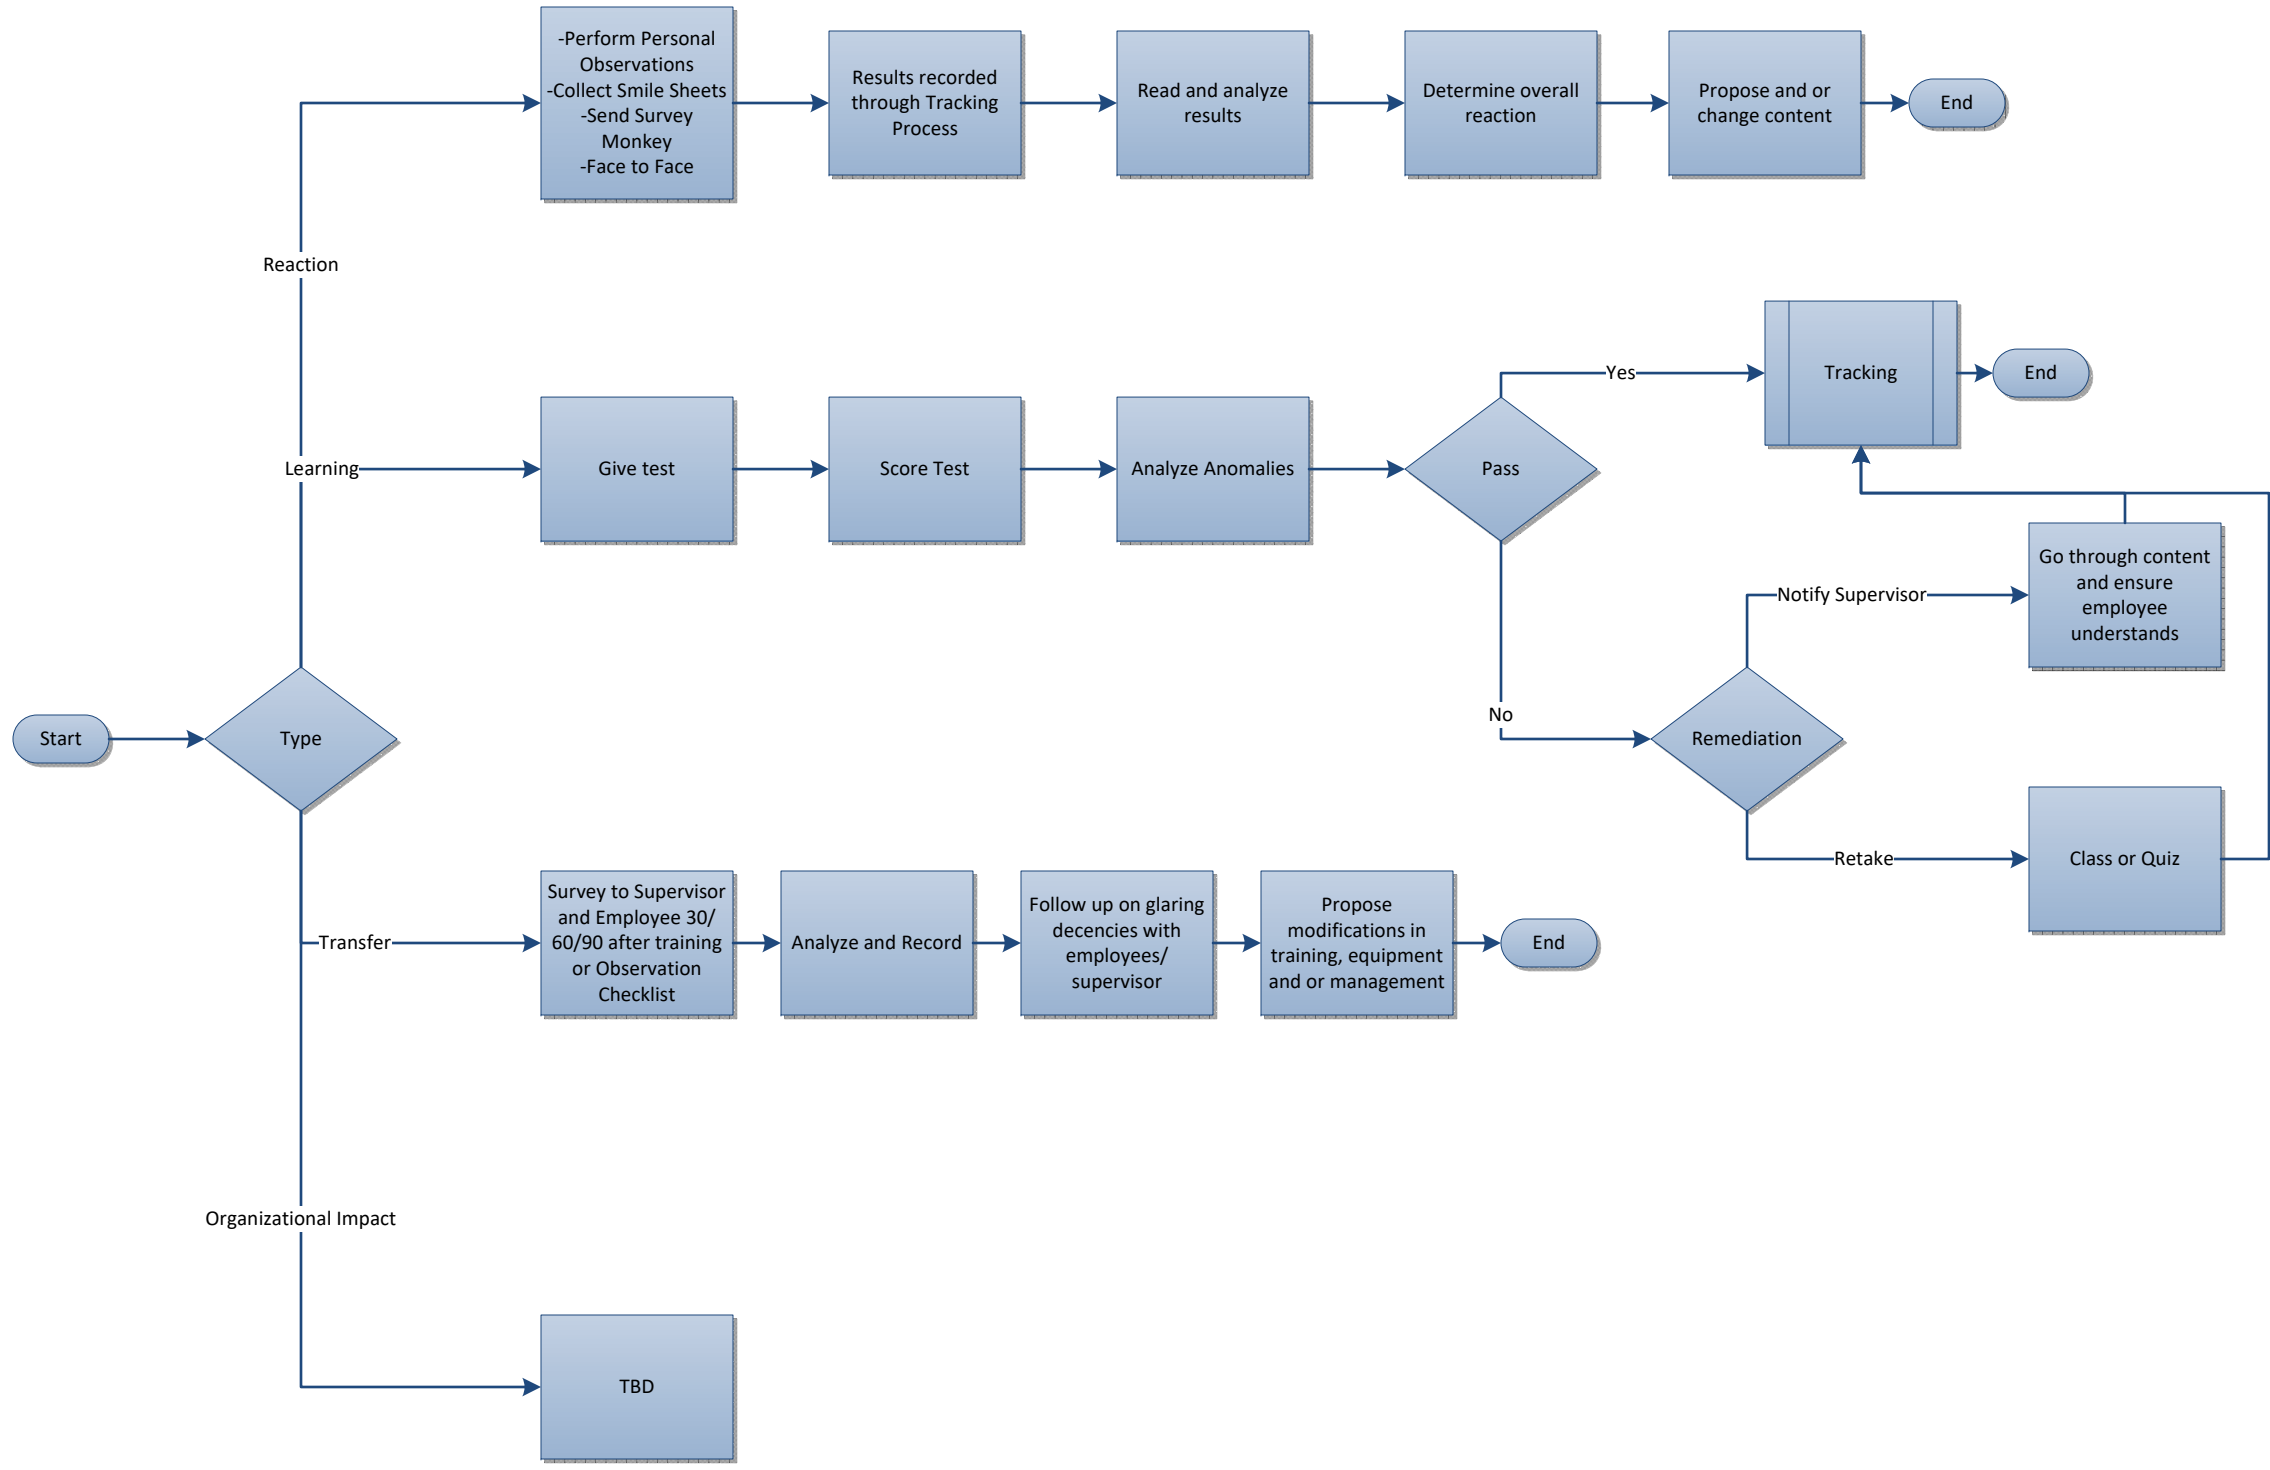 -Perform Personal
Observations
-Collect Smile Sheets
-Send Survey
Monkey
-Face to Face
Results recorded
through Tracking
Process
Read and analyze
results
Determine overall
reaction
Propose and or
change content
End
Reaction
Learning
Give test
Score Test
Analyze Anomalies
Pass
Yes
Tracking
End
No
Remediation
Notify Supervisor
Go through content
and ensure
employee
understands
Retake
Class or Quiz
Start
Type
Transfer
Survey to Supervisor
and Employee 30/
60/90 after training
or Observation
Checklist
Analyze and Record
Follow up on glaring
decencies with
employees/
supervisor
Propose
modifications in
training, equipment
and or management
End
Organizational Impact
TBD